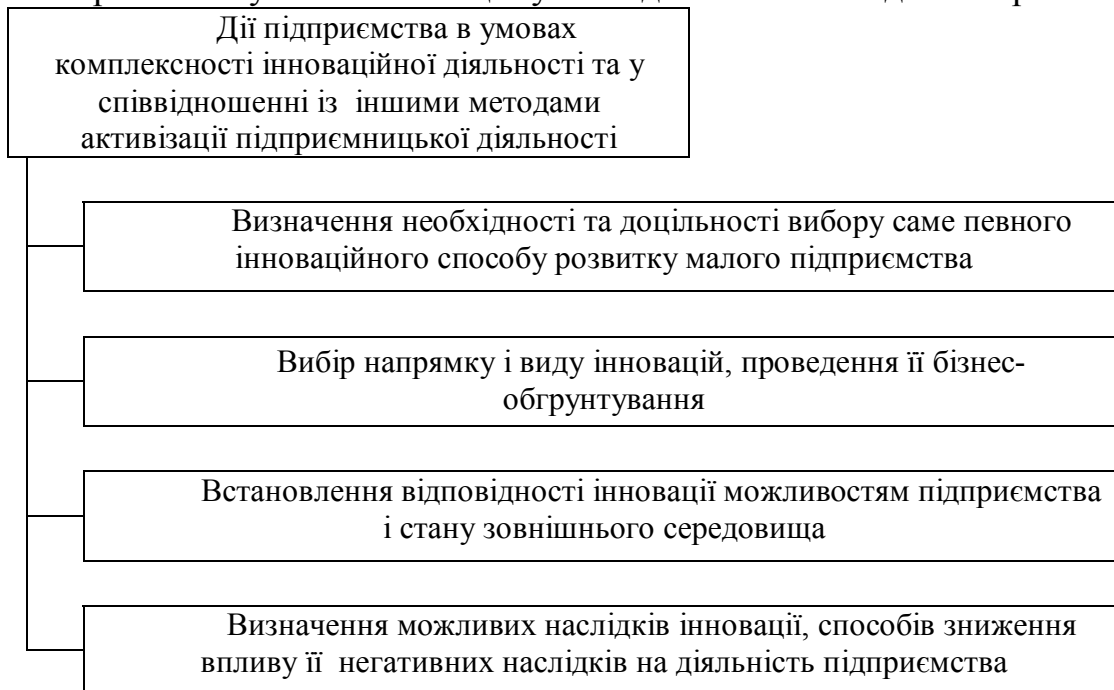 Дії підприємства в умовах
комплексності інноваційної діяльності та у
співвідношенні із іншими методами
активізації підприємницької діяльності
Визначення необхідності та доцільності вибору саме певного
інноваційного способу розвитку малого підприємства
Вибір напрямку і виду інновацій, проведення її бізнес-
обгрунтування
Встановлення відповідності інновації можливостям підприємства
і стану зовнішнього середовища
Визначення можливих наслідків інновації, способів зниження
впливу її негативних наслідків на діяльність підприємства